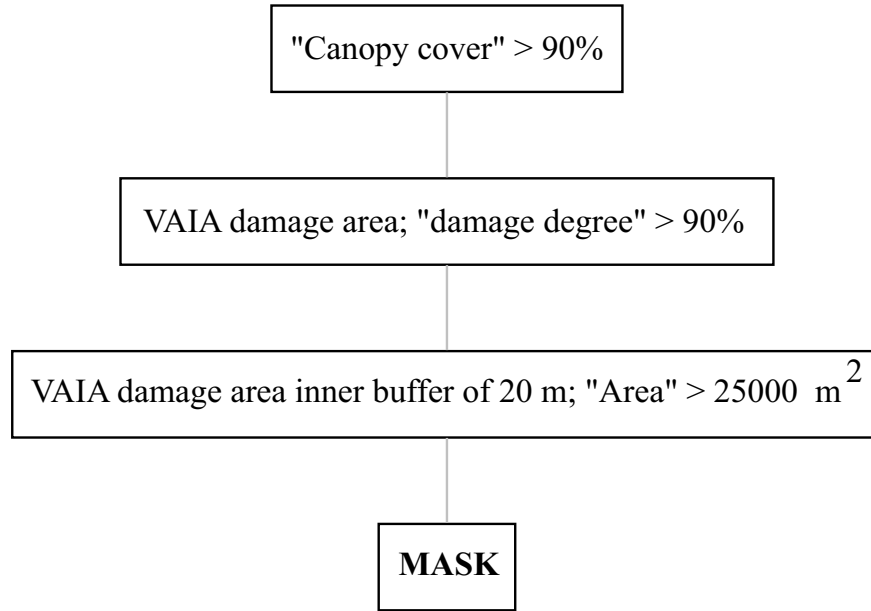 "Canopy cover" > 90%
VAIA damage area; "damage degree" > 90%
VAIA damage area inner buffer of 20 m; "Area" > 25000 m²
MASK